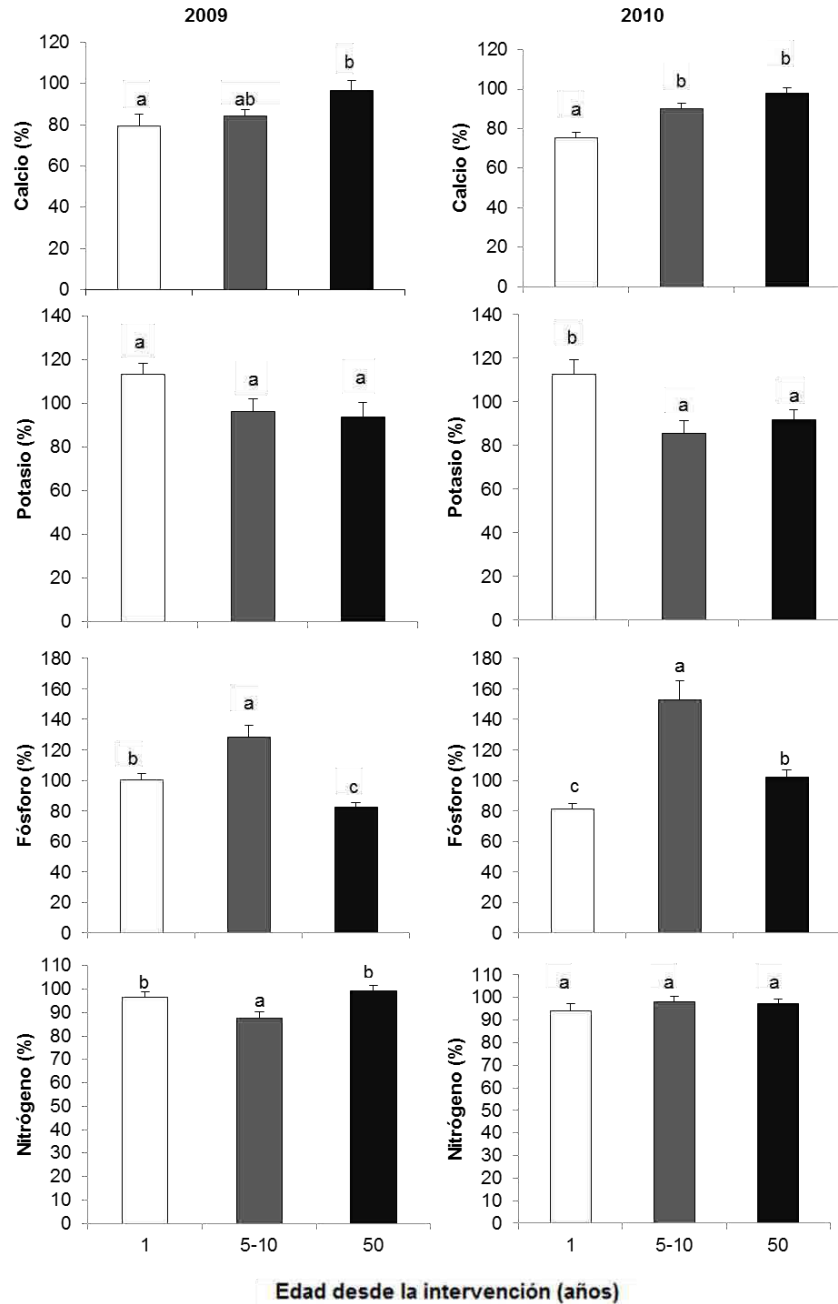 2009
2010
120
100
80
60
40
20
0
Calcio (%)
a
ab
b
120
100
80
60
40
20
0
Calcio (%)
a
b
b
140
120
100
80
60
40
20
0
Potasio (%)
a
a
a
140
120
100
80
60
40
20
0
Potasio (%)
b
a
a
180
160
140
120
100
80
60
40
20
0
Fósforo (%)
b
a
c
180
160
140
120
100
80
60
40
20
0
Fósforo (%)
c
a
b
110
100
90
80
70
60
50
40
30
20
10
0
Nitrógeno (%)
b
a
b
1
5-10
50
110
100
90
80
70
60
50
40
30
20
10
0
Nitrógeno (%)
a
a
a
1
5-10
50
Edad desde la intervención (años)